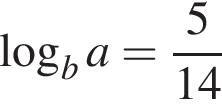 log_b a = 5/14